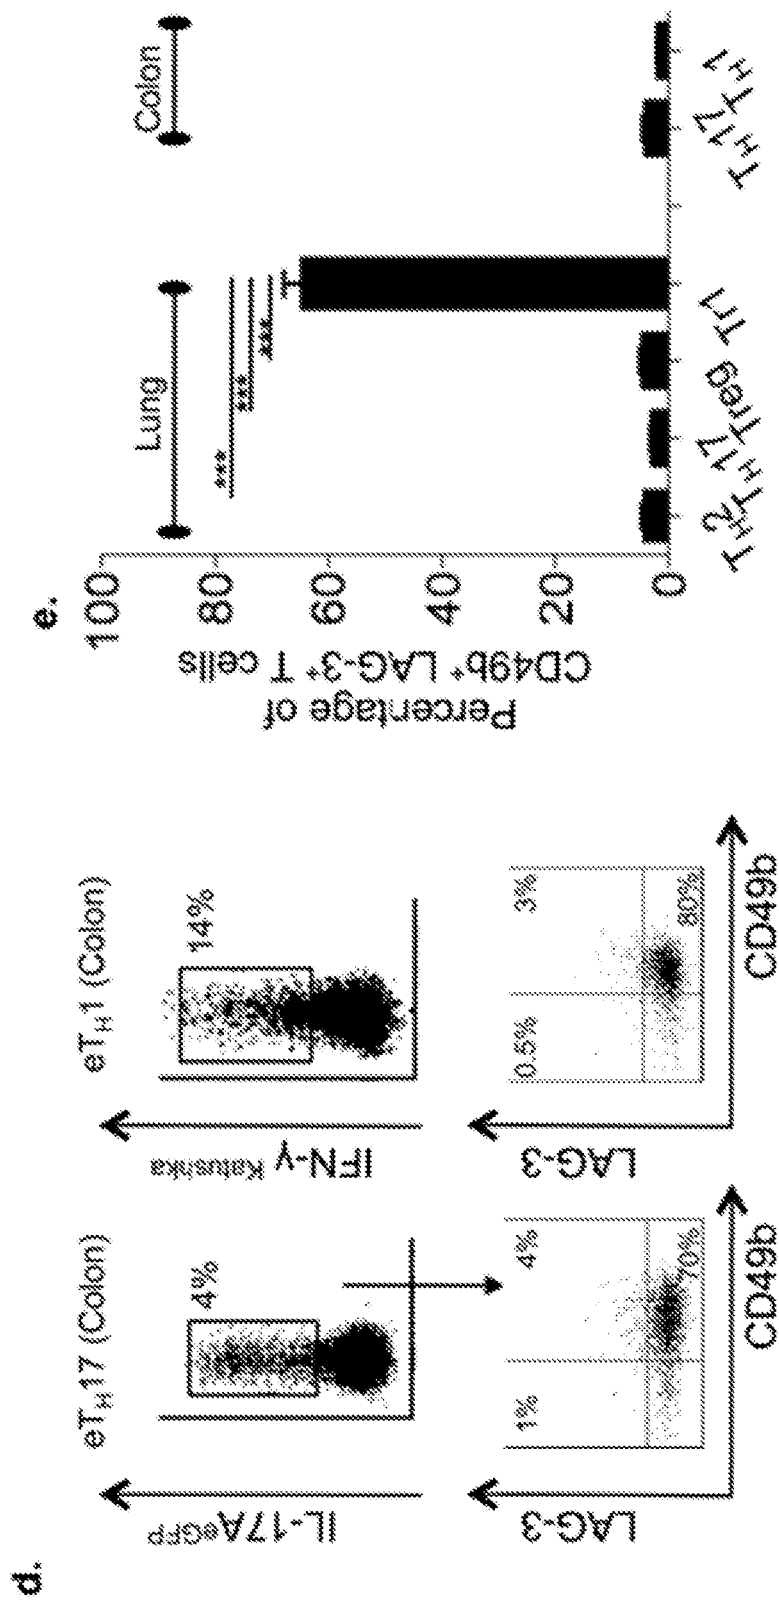 d.
eTH17 (Colon)
IL-17A eGFP
4%
LAG-3
1%
4%
70%
CD49b
eTH1 (Colon)
IFN-γ Katushka
14%
LAG-3
0.5%
3%
80%
CD49b
e.
Percentage of
CD49b+ LAG-3+ T cells
100
80
60
40
20
0
Lung
Colon
***
***
***
TH2
TH17
Treg
Tr1
TH17
TH1